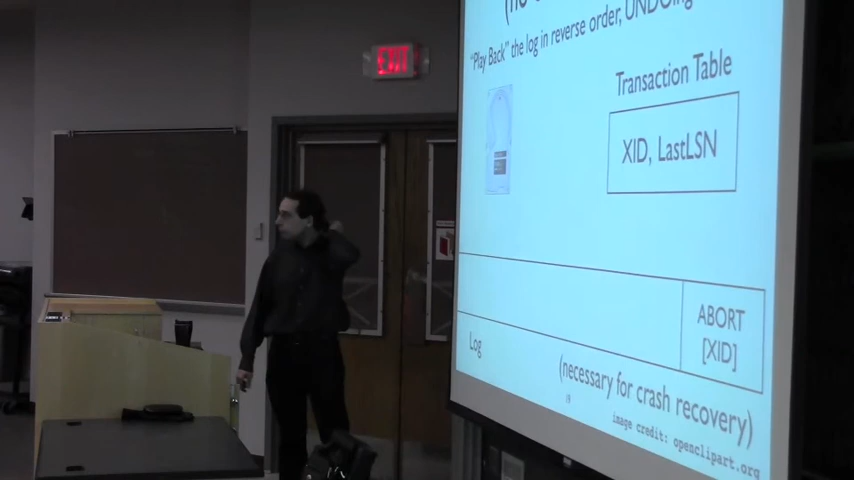 EXIT
"Play Back" the log in reverse order, UNDOing
Transaction Table
XID, LastLSN
ABORT
[XID]
Log
(necessary for crash recovery)
image credit: openclipart.org